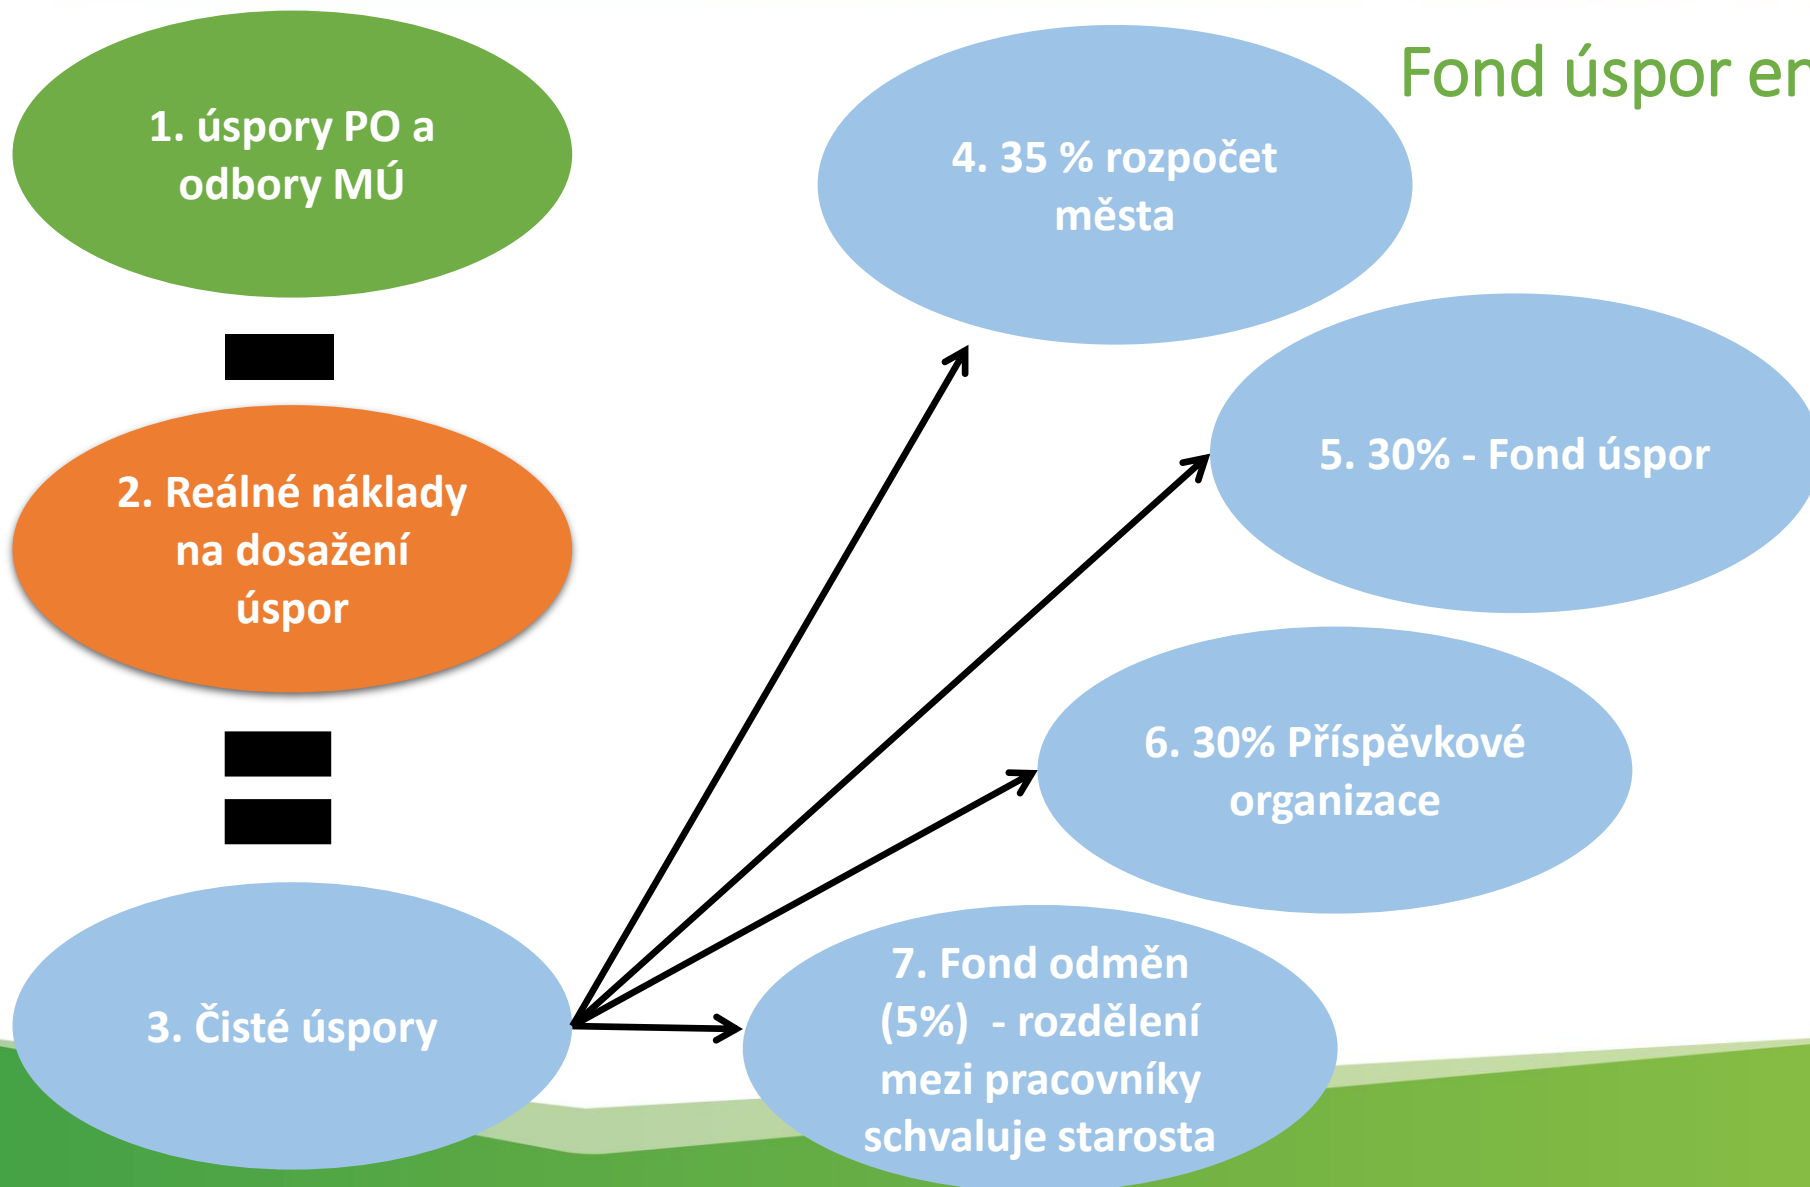 Fond úspor en
1. úspory PO a
odbory MÚ
2. Reálné náklady
na dosažení
úspor
3. Čisté úspory
4. 35 % rozpočet
města
5. 30% - Fond úspor
6. 30% Příspěvkové
organizace
7. Fond odměn
(5%) - rozdělení
mezi pracovníky
schvaluje starosta